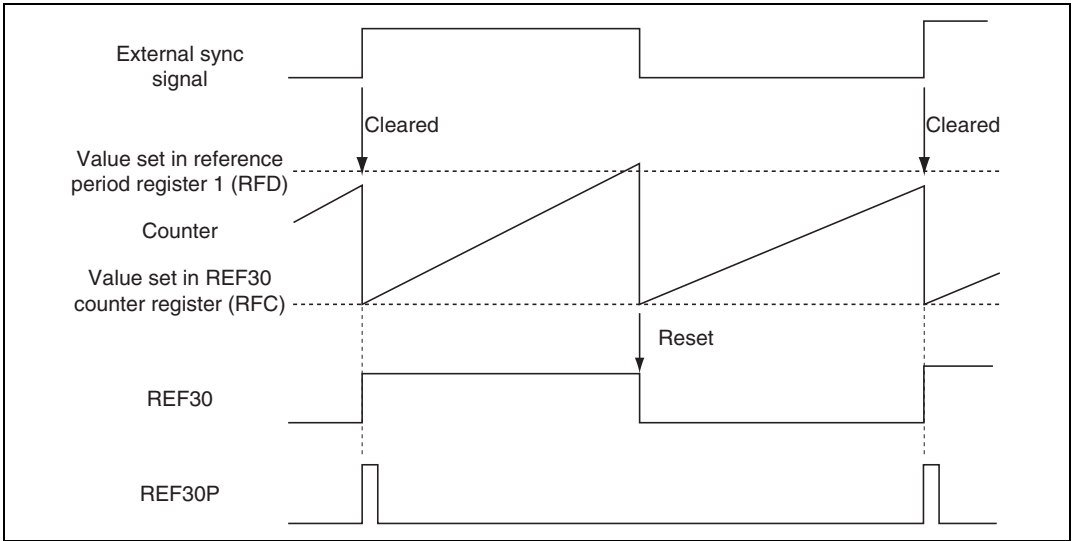 External sync
signal
Cleared
Cleared
Value set in reference
period register 1 (RFD)
Counter
Value set in REF30
counter register (RFC)
Reset
REF30
REF30P